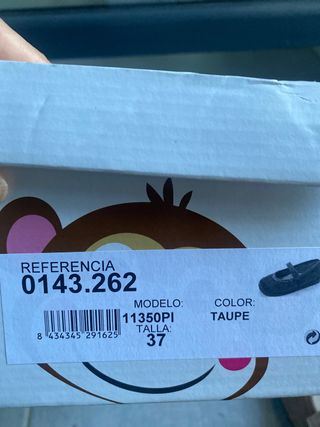 REFERENCIA
0143.262
MODELO: COLOR:
11350PI TAUPE
TALLA:
37
8 434345 291625